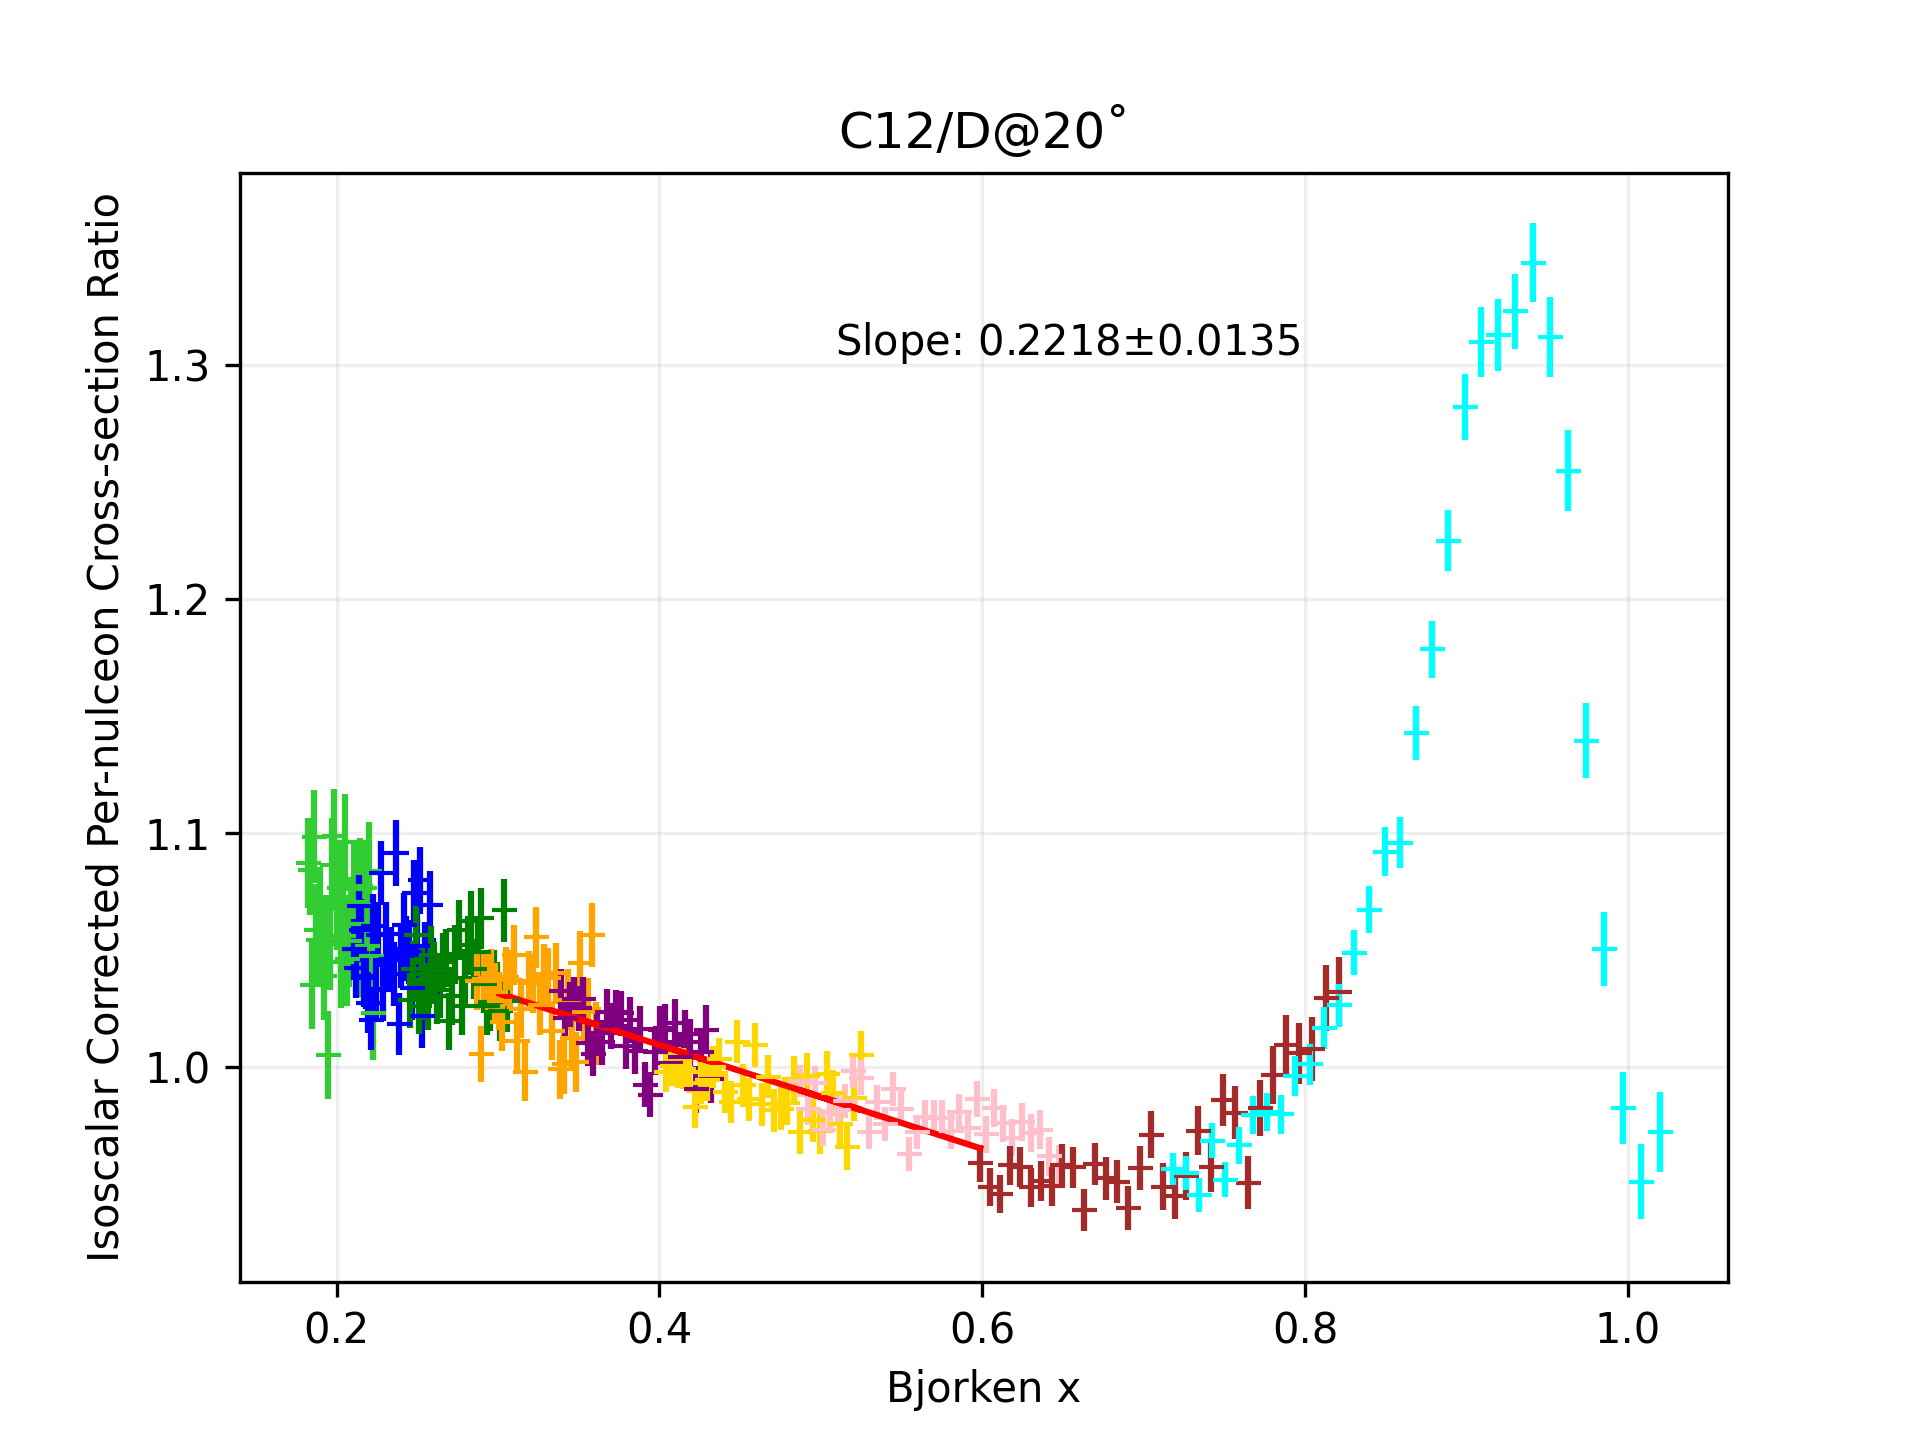 C12/D@20˚
Isoscalar Corrected Per-nulceon Cross-section Ratio
Slope: 0.2218±0.0135
1.3
1.2
1.1
1.0
0.2 0.4 0.6 0.8 1.0
Bjorken x